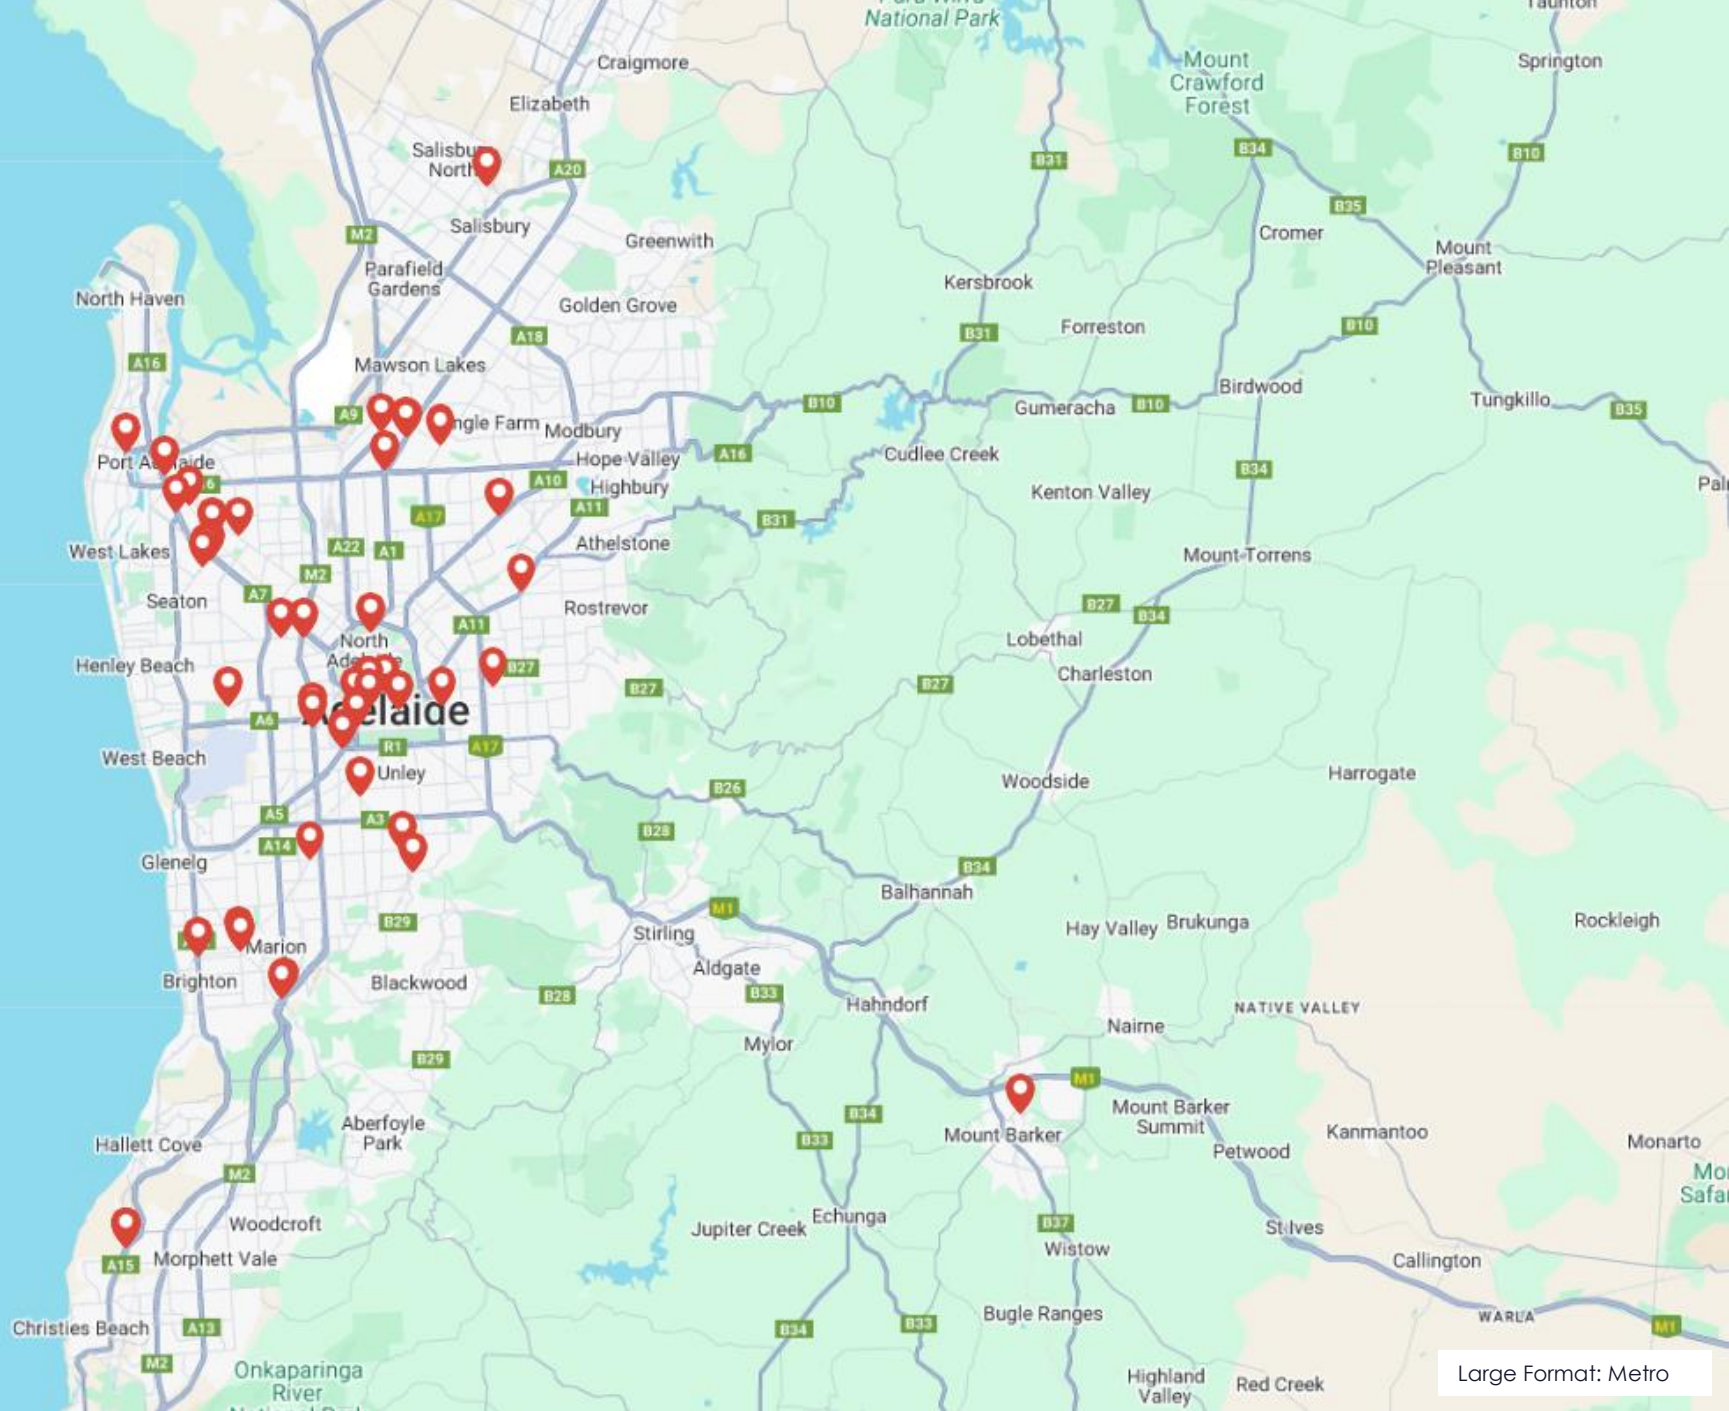 National Park
Craigmore
Springton
Mount
Crawford
Forest
Elizabeth
Salisbury
North
A20
B31
B34
B10
B35
Salisbury
M2
Greenwith
Cromer
Mount
Pleasant
Parafield
Gardens
North Haven
Golden Grove
Kersbrook
B31
Forreston
B10
A18
A16
Mawson Lakes
Birdwood
B10
Gumeracha
B10
Tungkillo
B35
A9
ngle Farm
Modbury
Port A
aide
Hope Valley
A16
Cudlee Creek
B34
A10
Highbury
Kenton Valley
A17
A11
B31
West Lakes
A22
A1
Athelstone
Mount Torrens
M2
A7
Seaton
Rostrevor
B27
B34
A11
North
Lobethal
Henley Beach
B27
Charleston
B27
B27
A6
Adelaide
R1
A17
West Beach
Unley
Woodside
Harrogate
B26
A5
A3
B28
A14
Glenelg
B34
Balhannah
M1
B29
Hay Valley
Brukunga
Rockleigh
Stirling
Marion
Aldgate
Brighton
Blackwood
B28
B33
Hahndorf
NATIVE VALLEY
Nairne
Mylor
B29
M1
Mount Barker
Summit
B34
Aberfoyle
Park
Hallett Cove
B33
Mount Barker
Kanmantoo
Monarto
Petwood
M2
Safa
Woodcroft
Jupiter Creek
Echunga
B37
St Ives
A15
Morphett Vale
Wistow
Callington
Bugle Ranges
WARLA
Christies Beach
A13
B34
B33
M1
M2
Onkaparinga
River
Highland
Valley
Red Creek
Large Format: Metro